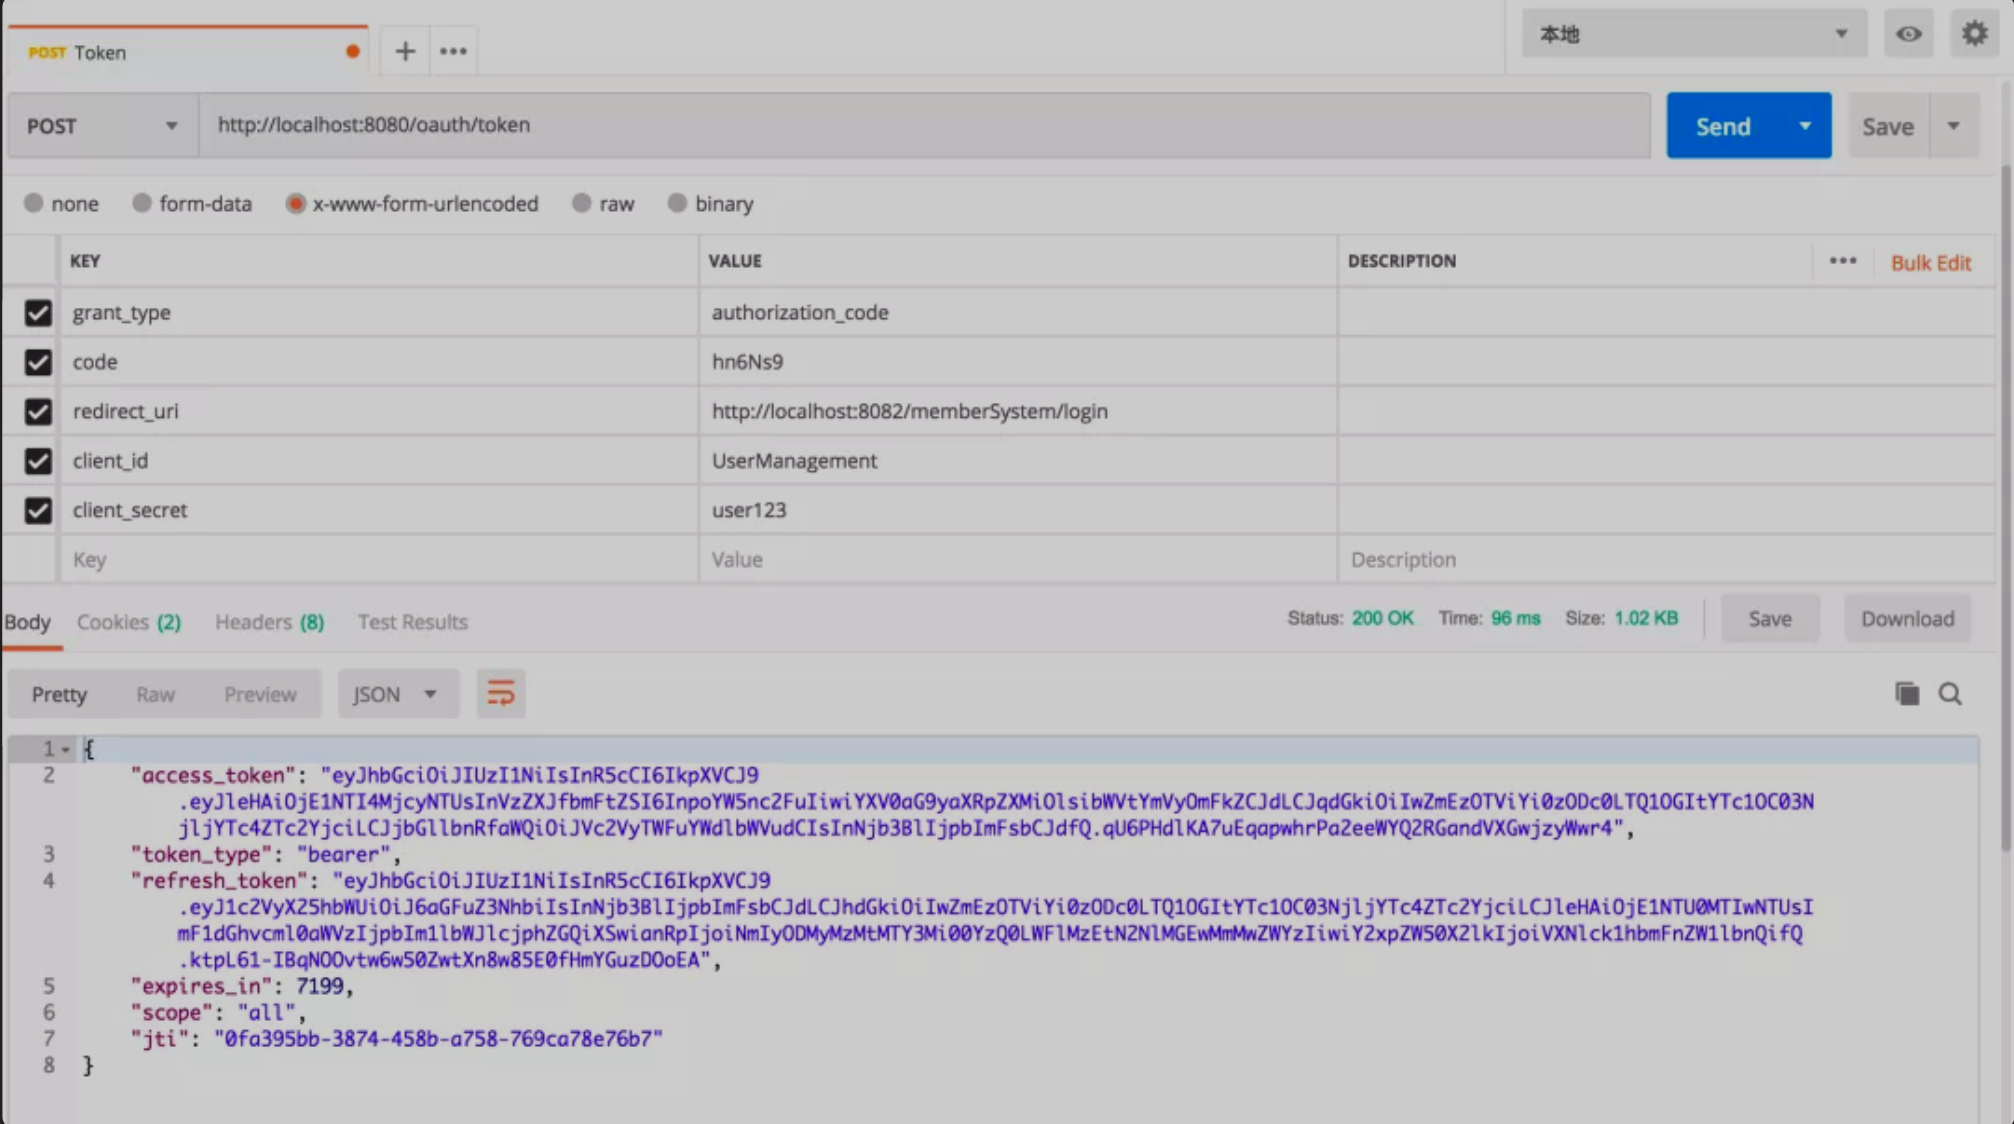 POST Token
本地
POST http://localhost:8080/oauth/token Send Save
none form-data x-www-form-urlencoded raw binary
KEY VALUE DESCRIPTION Bulk Edit
grant_type authorization_code
code hn6Ns9
redirect_uri http://localhost:8082/memberSystem/login
client_id UserManagement
client_secret user123
Key Value Description
Body Cookies (2) Headers (8) Test Results Status: 200 OK Time: 96 ms Size: 1.02 KB Save Download
Pretty Raw Preview JSON
1 {
2 "access_token": "eyJhbGciOiJIUzI1NiIsInR5cCI6IkpXVCJ9
.eyJleHAiOjE1NTI4MjcyNTUsInVzZXJfbmFtZSI6InpoYW5nc2FuIiwiYXV0aG9yaXRpZXMiOlsibWVtYmVyOmFkZCJdLCJqdGkiOiIwZmEzOTViYi0zODc0LTQ1OGItYTc1OC03N
jljYTc4ZTc2YjciLCJjbGllbnRfaWQiOiJVc2VyTWFuYWdlbWVudCIsInNjb3BlIjpbImFsbCJdfQ.qU6PHdlKA7uEqapwhrPa2eeWYQ2RGandVXGwjzyWwr4",
3 "token_type": "bearer",
4 "refresh_token": "eyJhbGciOiJIUzI1NiIsInR5cCI6IkpXVCJ9
.eyJ1c2VyX25hbWUiOiJ6aGFuZ3NhbiIsInNjb3BlIjpbImFsbCJdLCJhdGkiOiIwZmEzOTViYi0zODc0LTQ1OGItYTc1OC03NjljYTc4ZTc2YjciLCJleHAiOjE1NTU0MTIwNTUsI
mF1dGhvcml0aWVzIjpbIm1lbWJlcjphZGQiXSwianRpIjoiNmIyODMyMzMtMTY3Mi00YzQ0LWFlMzEtN2NlMGEwMmMwZWYzIiwiY2xpZW50X2lkIjoiVXNlck1hbmFnZW1lbnQifQ
.ktpL61-IBqNOOvtw6w50ZwtXn8w85E0fHmYGuzDOoEA",
5 "expires_in": 7199,
6 "scope": "all",
7 "jti": "0fa395bb-3874-458b-a758-769ca78e76b7"
8 }